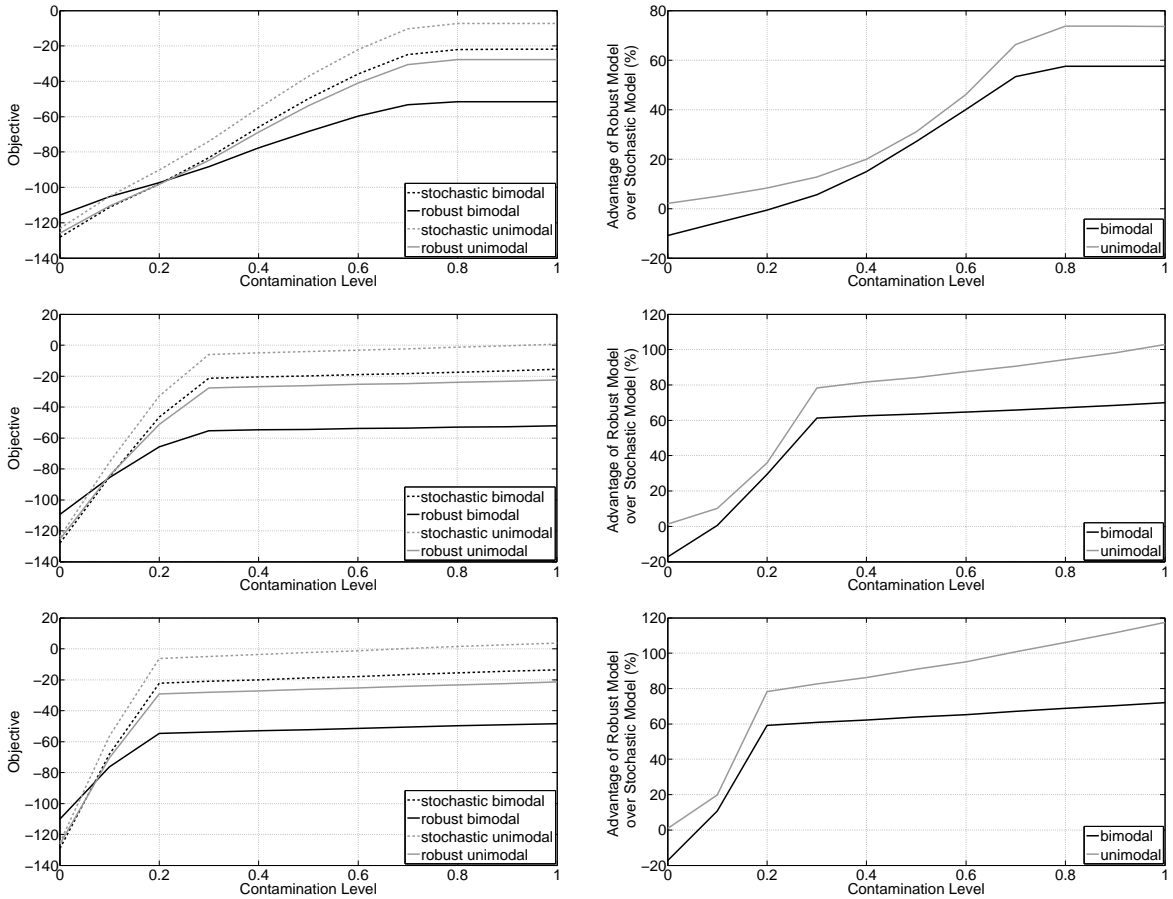 0
−20
−40
−60
−80
−100
−120
−140
Objective
0
0.2
0.4
0.6
0.8
1
Contamination Level
stochastic bimodal
robust bimodal
stochastic unimodal
robust unimodal
80
60
40
20
0
−20
Advantage of Robust Model
over Stochastic Model (%)
0
0.2
0.4
0.6
0.8
1
Contamination Level
bimodal
unimodal
20
0
−20
−40
−60
−80
−100
−120
−140
Objective
0
0.2
0.4
0.6
0.8
1
Contamination Level
stochastic bimodal
robust bimodal
stochastic unimodal
robust unimodal
120
100
80
60
40
20
0
−20
Advantage of Robust Model
over Stochastic Model (%)
0
0.2
0.4
0.6
0.8
1
Contamination Level
bimodal
unimodal
20
0
−20
−40
−60
−80
−100
−120
−140
Objective
0
0.2
0.4
0.6
0.8
1
Contamination Level
stochastic bimodal
robust bimodal
stochastic unimodal
robust unimodal
120
100
80
60
40
20
0
−20
Advantage of Robust Model
over Stochastic Model (%)
0
0.2
0.4
0.6
0.8
1
Contamination Level
bimodal
unimodal